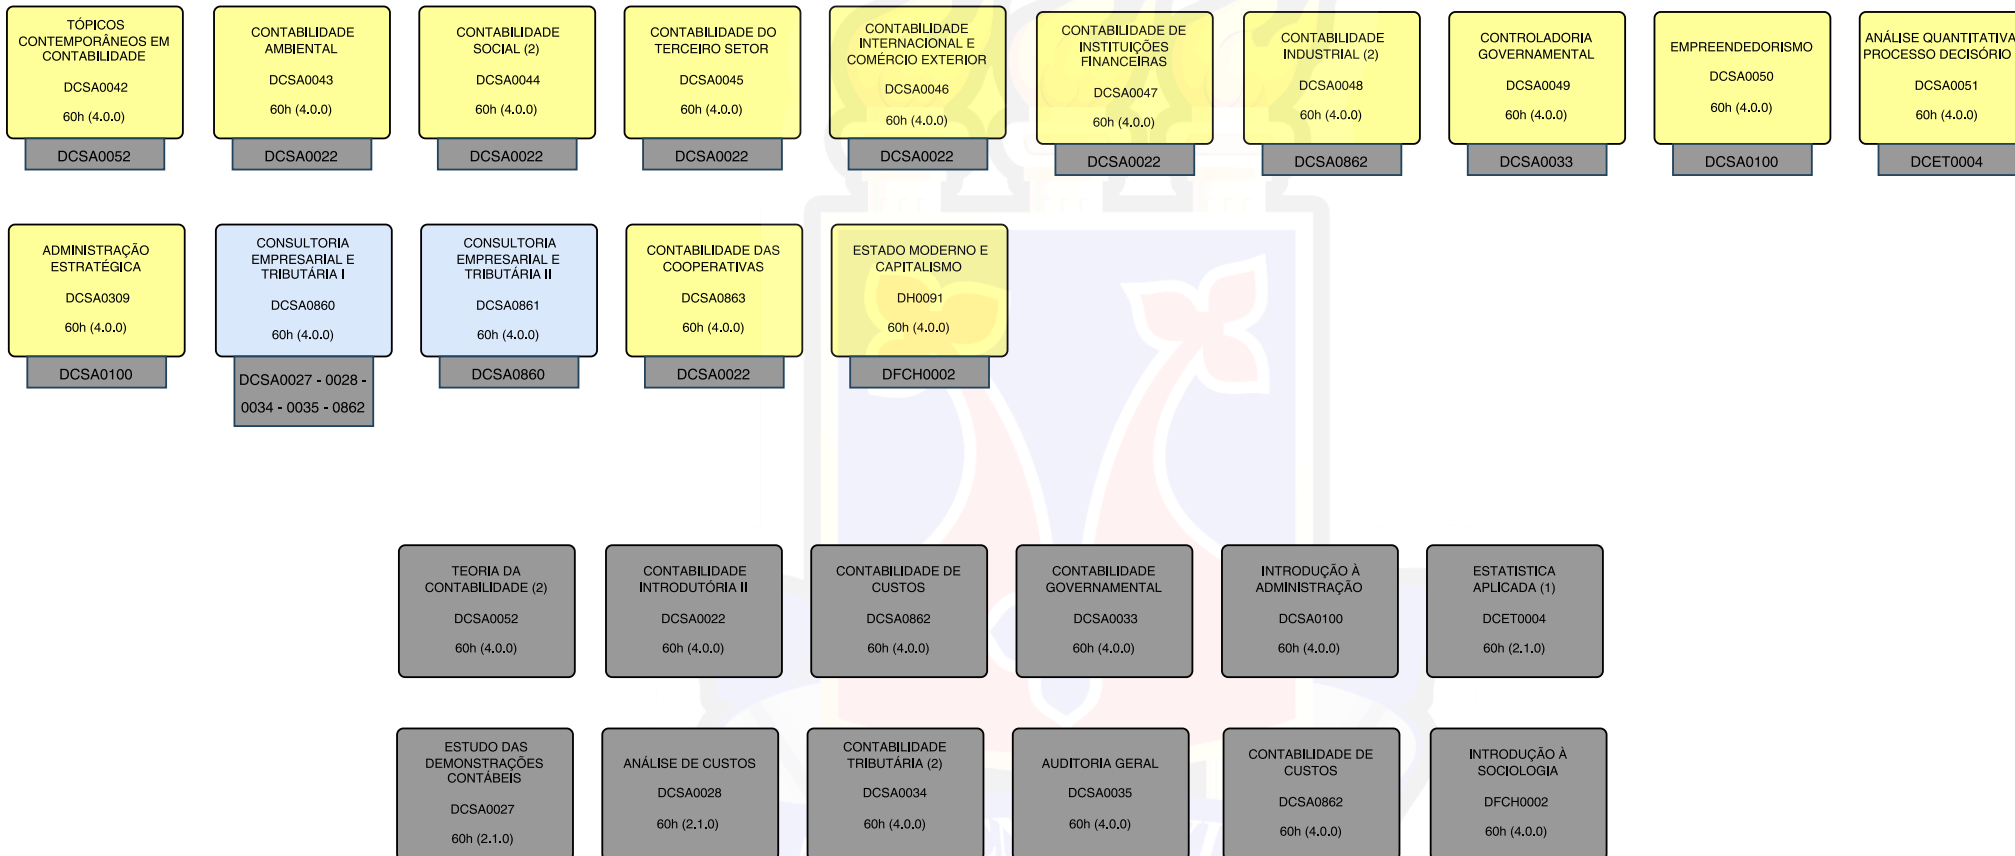 TÓPICOS
CONTEMPORÂNEOS EM
CONTABILIDADE
DCSA0042
60h (4.0.0)
DCSA0052
CONTABILIDADE
AMBIENTAL
DCSA0043
60h (4.0.0)
DCSA0022
CONTABILIDADE
SOCIAL (2)
DCSA0044
60h (4.0.0)
DCSA0022
CONTABILIDADE DO
TERCEIRO SETOR
DCSA0045
60h (4.0.0)
DCSA0022
CONTABILIDADE
INTERNACIONAL E
COMÉRCIO EXTERIOR
DCSA0046
60h (4.0.0)
DCSA0022
CONTABILIDADE DE
INSTITUIÇÕES
FINANCEÍRAS
DCSA0047
60h (4.0.0)
DCSA0022
CONTABILIDADE
INDUSTRIAL (2)
DCSA0048
60h (4.0.0)
DCSA0862
CONTROLADORIA
GOVERNAMENTAL
DCSA0049
60h (4.0.0)
DCSA0033
EMPREENDEDORISMO
DCSA0050
60h (4.0.0)
DCSA0100
ANÁLISE QUANTITATIVA
PROCESSO DECISÓRIO
DCSA0051
60h (4.0.0)
DCET0004
ADMINISTRAÇÃO
ESTRATÉGICA
DCSA0309
60h (4.0.0)
DCSA0100
CONSULTORIA
EMPRESARIAL E
TRIBUTÁRIA I
DCSA0860
60h (4.0.0)
DCSA0027 - 0028 -
0034 - 0035 - 0862
CONSULTORIA
EMPRESARIAL E
TRIBUTÁRIA II
DCSA0861
60h (4.0.0)
DCSA0860
CONTABILIDADE DAS
COOPERATIVAS
DCSA0863
60h (4.0.0)
DCSA0022
ESTADO MODERNO E
CAPITALISMO
DH0091
60h (4.0.0)
DFCH0002
TEORIA DA
CONTABILIDADE (2)
DCSA0052
60h (4.0.0)
CONTABILIDADE
INTRODUTÓRIA II
DCSA0022
60h (4.0.0)
CONTABILIDADE DE
CUSTOS
DCSA0862
60h (4.0.0)
CONTABILIDADE
GOVERNAMENTAL
DCSA0033
60h (4.0.0)
INTRODUÇÃO À
ADMINISTRAÇÃO
DCSA0100
60h (4.0.0)
ESTATISTICA
APLICADA (1)
DCET0004
60h (2.1.0)
ESTUDO DAS
DEMONSTRAÇÕES
CONTÁBEIS
DCSA0027
60h (2.1.0)
ANÁLISE DE CUSTOS
DCSA0028
60h (2.1.0)
CONTABILIDADE
TRIBUTÁRIA (2)
DCSA0034
60h (4.0.0)
AUDITORIA GERAL
DCSA0035
60h (4.0.0)
CONTABILIDADE DE
CUSTOS
DCSA0862
60h (4.0.0)
INTRODUÇÃO À
SOCIOLOGIA
DFCH0002
60h (4.0.0)